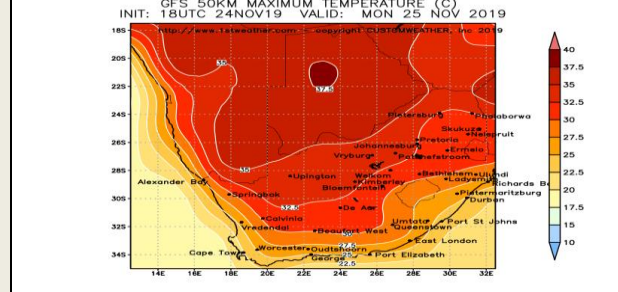 GFS 50KM MAXIMUM TEMPERATURE (C)
INIT: 18UTC 24NOV19 VALID: MON 25 NOV 2019
http://www.1stweather.com - copyright CUSTOMWEATHER, Inc 2019
18S
20S
22S
24S
26S
28S
30S
32S
34S
35
37.5
Pietersburg
Phalaborwa
Skukuza
Nelspruit
Pretoria
Johannesburg
Ermelo
Vryburg
Potchefstroom
35
Upington
Welkom
Bethlehem
Ulundi
Kimberley
Ladysmith
Alexander Bay
Bloemfontein
Richards B
Springbok
Pietermaritzburg
Durban
32.5
De Aar
Calvinia
Umtata
Port St Johns
Vredendal
Queenstown
Beaufort West
30
East London
27.5
Worcester
Oudtshoorn
Cape Town
25
George
Port Elizabeth
22.5
14E 16E 18E 20E 22E 24E 26E 28E 30E 32E
40
37.5
35
32.5
30
27.5
25
22.5
20
17.5
15
10